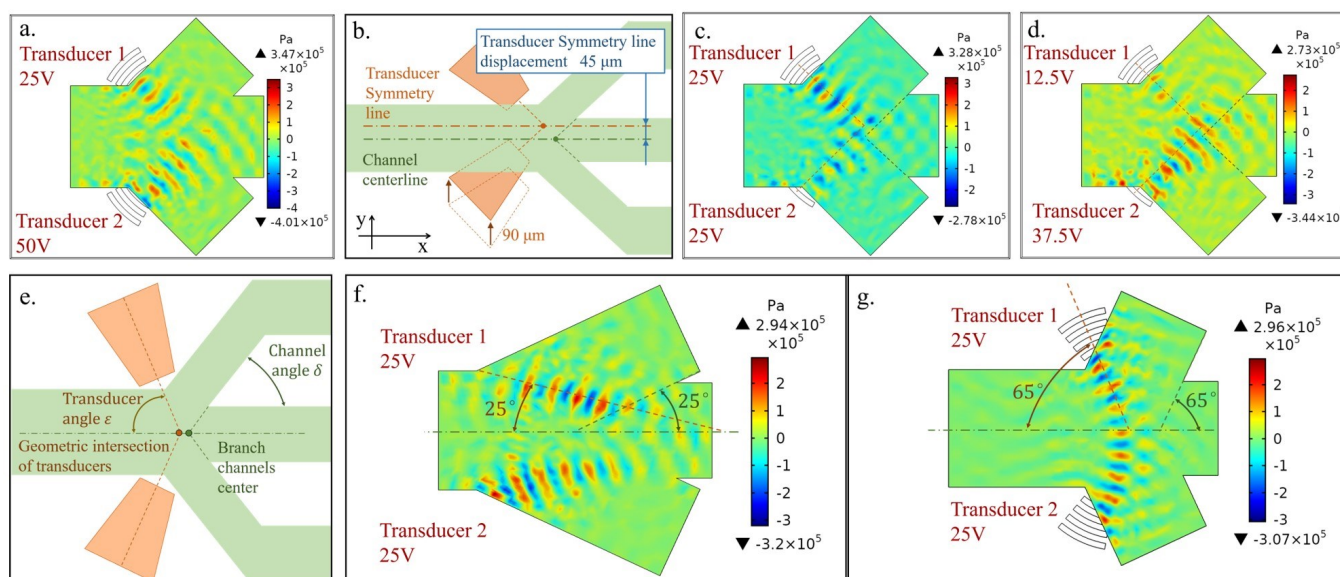 a.
Transducer 1
25V
Transducer 2
50V
Pa
▲ 3.47×10⁵
×10⁵
3
2
1
0
-1
-2
-3
-4
▼ -4.01×10⁵
b.
Transducer Symmetry line
displacement 45 μm
Transducer
Symmetry
line
Channel
centerline
y
x
90 μm
c.
Transducer 1
25V
Transducer 2
25V
Pa
▲ 3.28×10⁵
×10⁵
3
2
1
0
-1
-2
▼ -2.78×10⁵
d.
Transducer 1
12.5V
Transducer 2
37.5V
Pa
▲ 2.73×10⁵
×10⁵
2
1
0
-1
-2
-3
▼ -3.44×10⁵
e.
Channel
angle δ
Transducer
angle ε
Geometric intersection
of transducers
Branch
channels
center
f.
Transducer 1
25V
25°
25°
Transducer 2
25V
Pa
▲ 2.94×10⁵
×10⁵
2
1
0
-1
-2
-3
▼ -3.2×10⁵
g.
Transducer 1
25V
65°
65°
Transducer 2
25V
Pa
▲ 2.96×10⁵
×10⁵
2
1
0
-1
-2
-3
▼ -3.07×10⁵